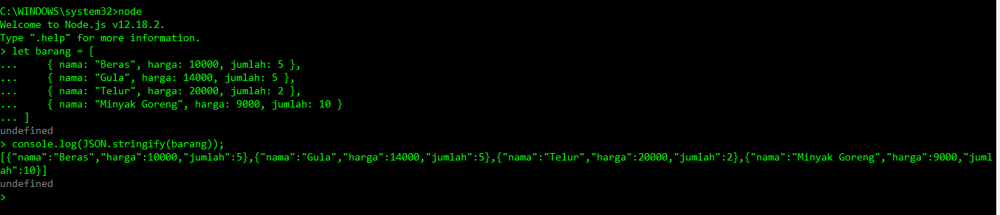 C:\WINDOWS\system32>node
Welcome to Node.js v12.18.2.
Type ".help" for more information.
> let barang = [
...     { nama: "Beras", harga: 10000, jumlah: 5 },
...     { nama: "Gula", harga: 14000, jumlah: 5 },
...     { nama: "Telur", harga: 20000, jumlah: 2 },
...     { nama: "Minyak Goreng", harga: 9000, jumlah: 10 }
... ]
undefined
> console.log(JSON.stringify(barang));
[{"nama":"Beras","harga":10000,"jumlah":5},{"nama":"Gula","harga":14000,"jumlah":5},{"nama":"Telur","harga":20000,"jumlah":2},{"nama":"Minyak Goreng","harga":9000,"juml
ah":10}]
undefined
>